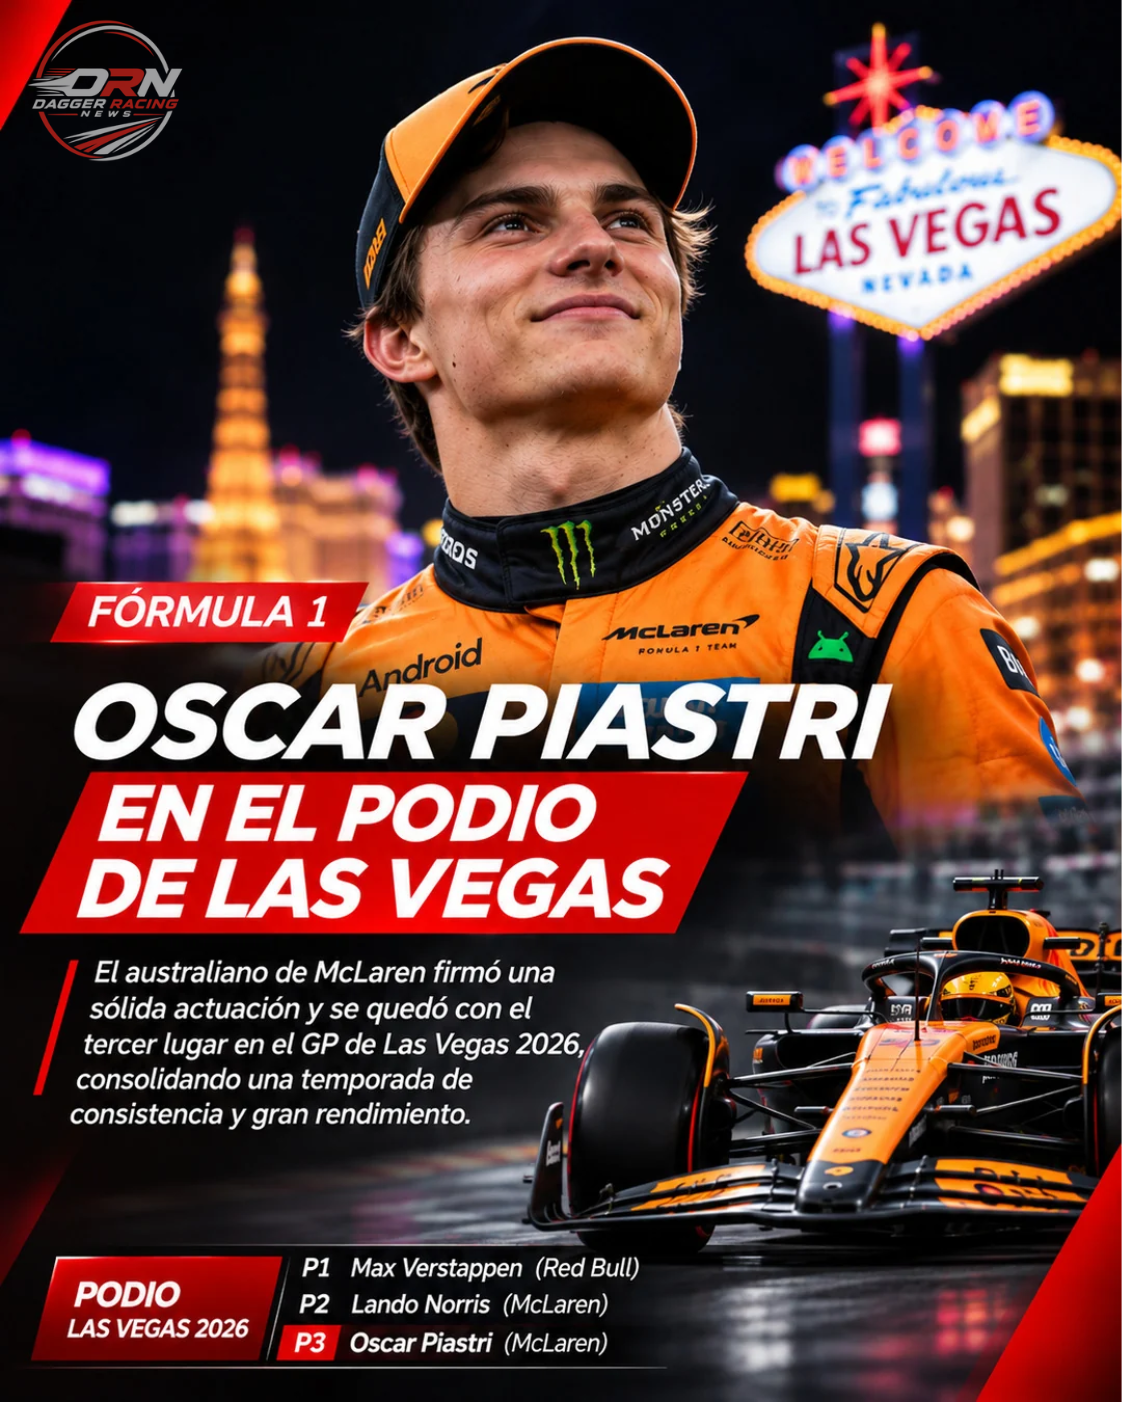 DRN
DAGGER RACING
NEWS
WELCOME
TO Fabulous
LAS VEGAS
NEVADA
MONSTER
Android
McLaren
FÓRMULA 1
OSCAR PIASTRI
EN EL PODIO
DE LAS VEGAS
El australiano de McLaren firmó una
sólida actuación y se quedó con el
tercer lugar en el GP de Las Vegas 2026,
consolidando una temporada de
consistencia y gran rendimiento.
PODIO
LAS VEGAS 2026
P1 Max Verstappen (Red Bull)
P2 Lando Norris (McLaren)
P3 Oscar Piastri (McLaren)